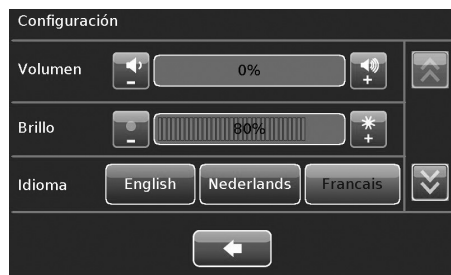 Configuración
Volumen - 0% +
Brillo - 80% +
Idioma English Nederlands Francais